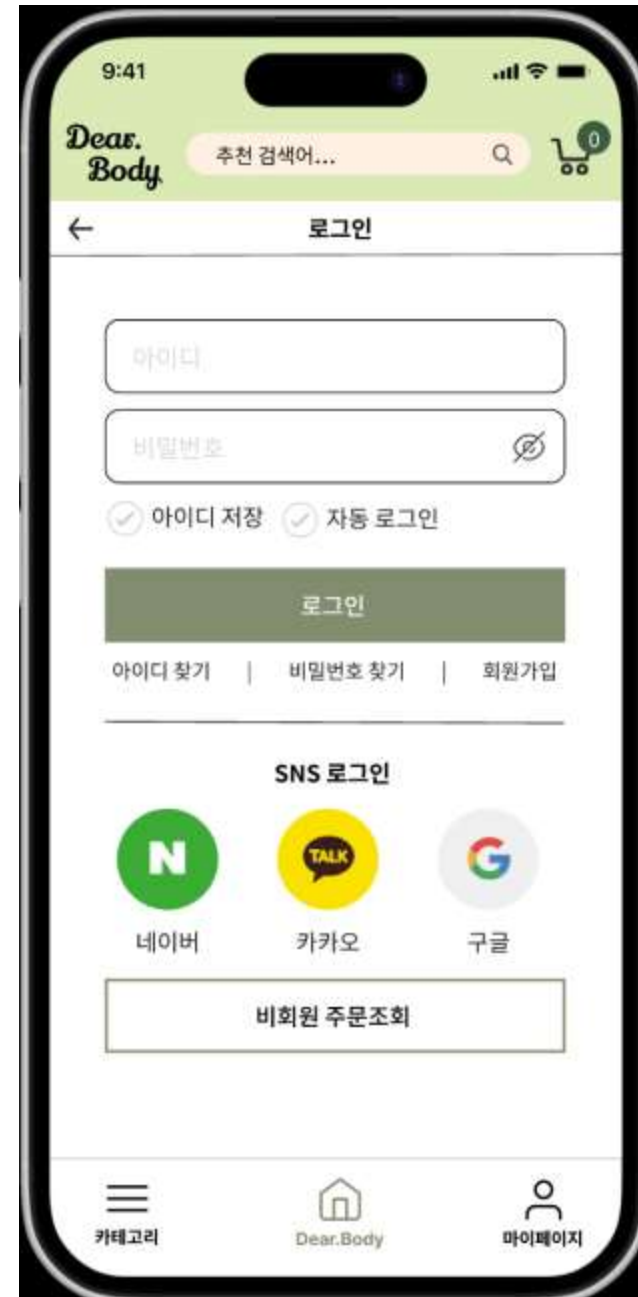 9:41
Dear.
Body
추천 검색어...
0
로그인
아이디
비밀번호
아이디 저장 자동 로그인
로그인
아이디 찾기 | 비밀번호 찾기 | 회원가입
SNS 로그인
N TALK G
네이버 카카오 구글
비회원 주문조회
카테고리 Dear.Body 마이페이지